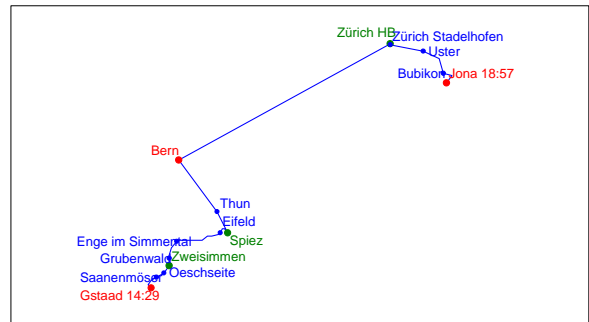 Zürich HB
Zürich Stadelhofen
Uster
Bubikon
Jona 18:57
Bern
Thun
Eifeld
Spiez
Enge im Simmental
Grubenwald
Zweisimmen
Oeschseite
Saanenmöser
Gstaad 14:29